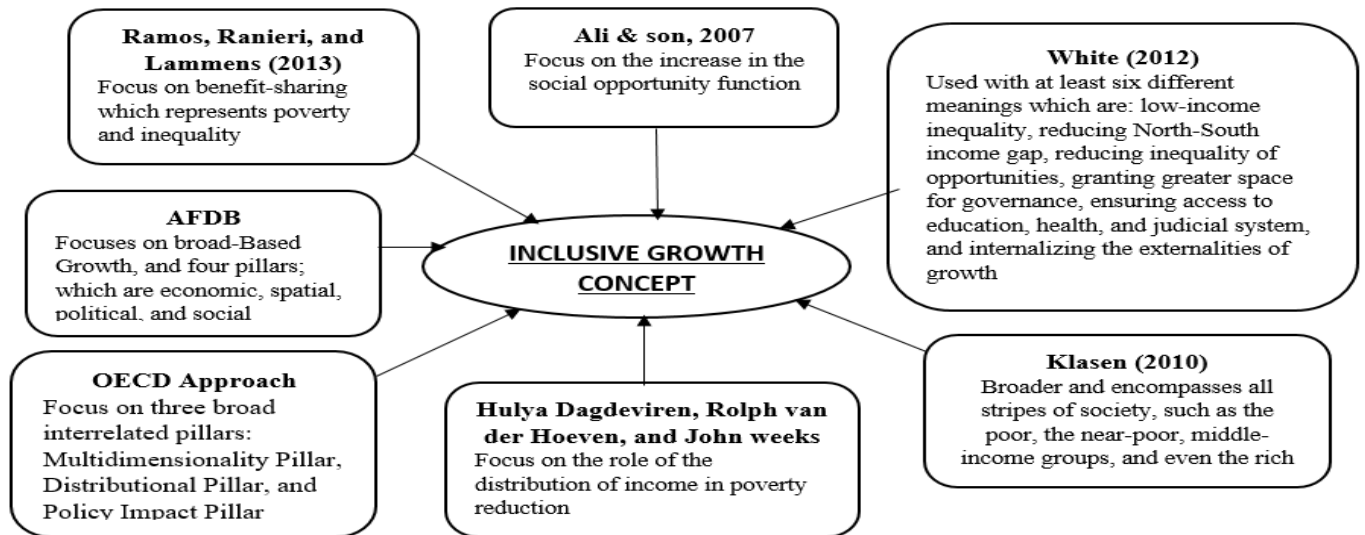 Ramos, Ranieri, and
Lammens (2013)
Focus on benefit-sharing
which represents poverty
and inequality
Ali & son, 2007
Focus on the increase in the
social opportunity function
White (2012)
Used with at least six different
meanings which are: low-income
inequality, reducing North-South
income gap, reducing inequality of
opportunities, granting greater space
for governance, ensuring access to
education, health, and judicial system,
and internalizing the externalities of
growth
AFDB
Focuses on broad-Based
Growth, and four pillars;
which are economic, spatial,
political, and social
INCLUSIVE GROWTH
CONCEPT
OECD Approach
Focus on three broad
interrelated pillars:
Multidimensionality Pillar,
Distributional Pillar, and
Policy Impact Pillar
Hulya Dagdeviren, Rolph van
der Hoeven, and John weeks
Focus on the role of the
distribution of income in poverty
reduction
Klasen (2010)
Broader and encompasses all
stripes of society, such as the
poor, the near-poor, middle-
income groups, and even the rich